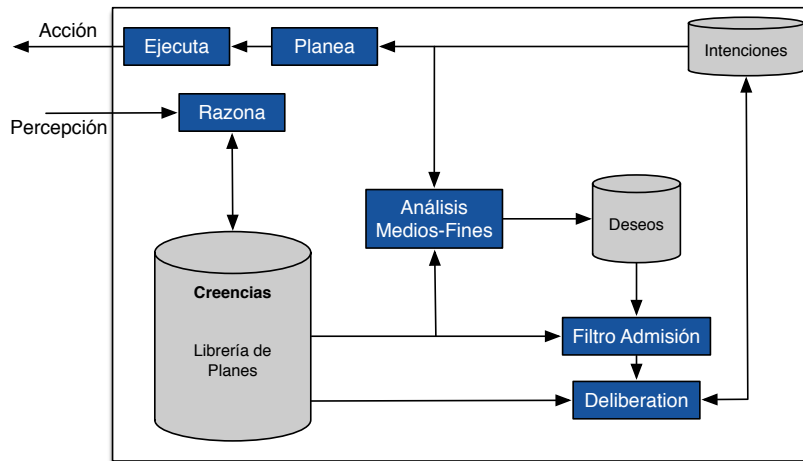 Acción
Ejecuta
Planea
Intenciones
Percepción
Razona
Análisis
Medios-Fines
Deseos
Creencias
Librería de
Planes
Filtro Admisión
Deliberation